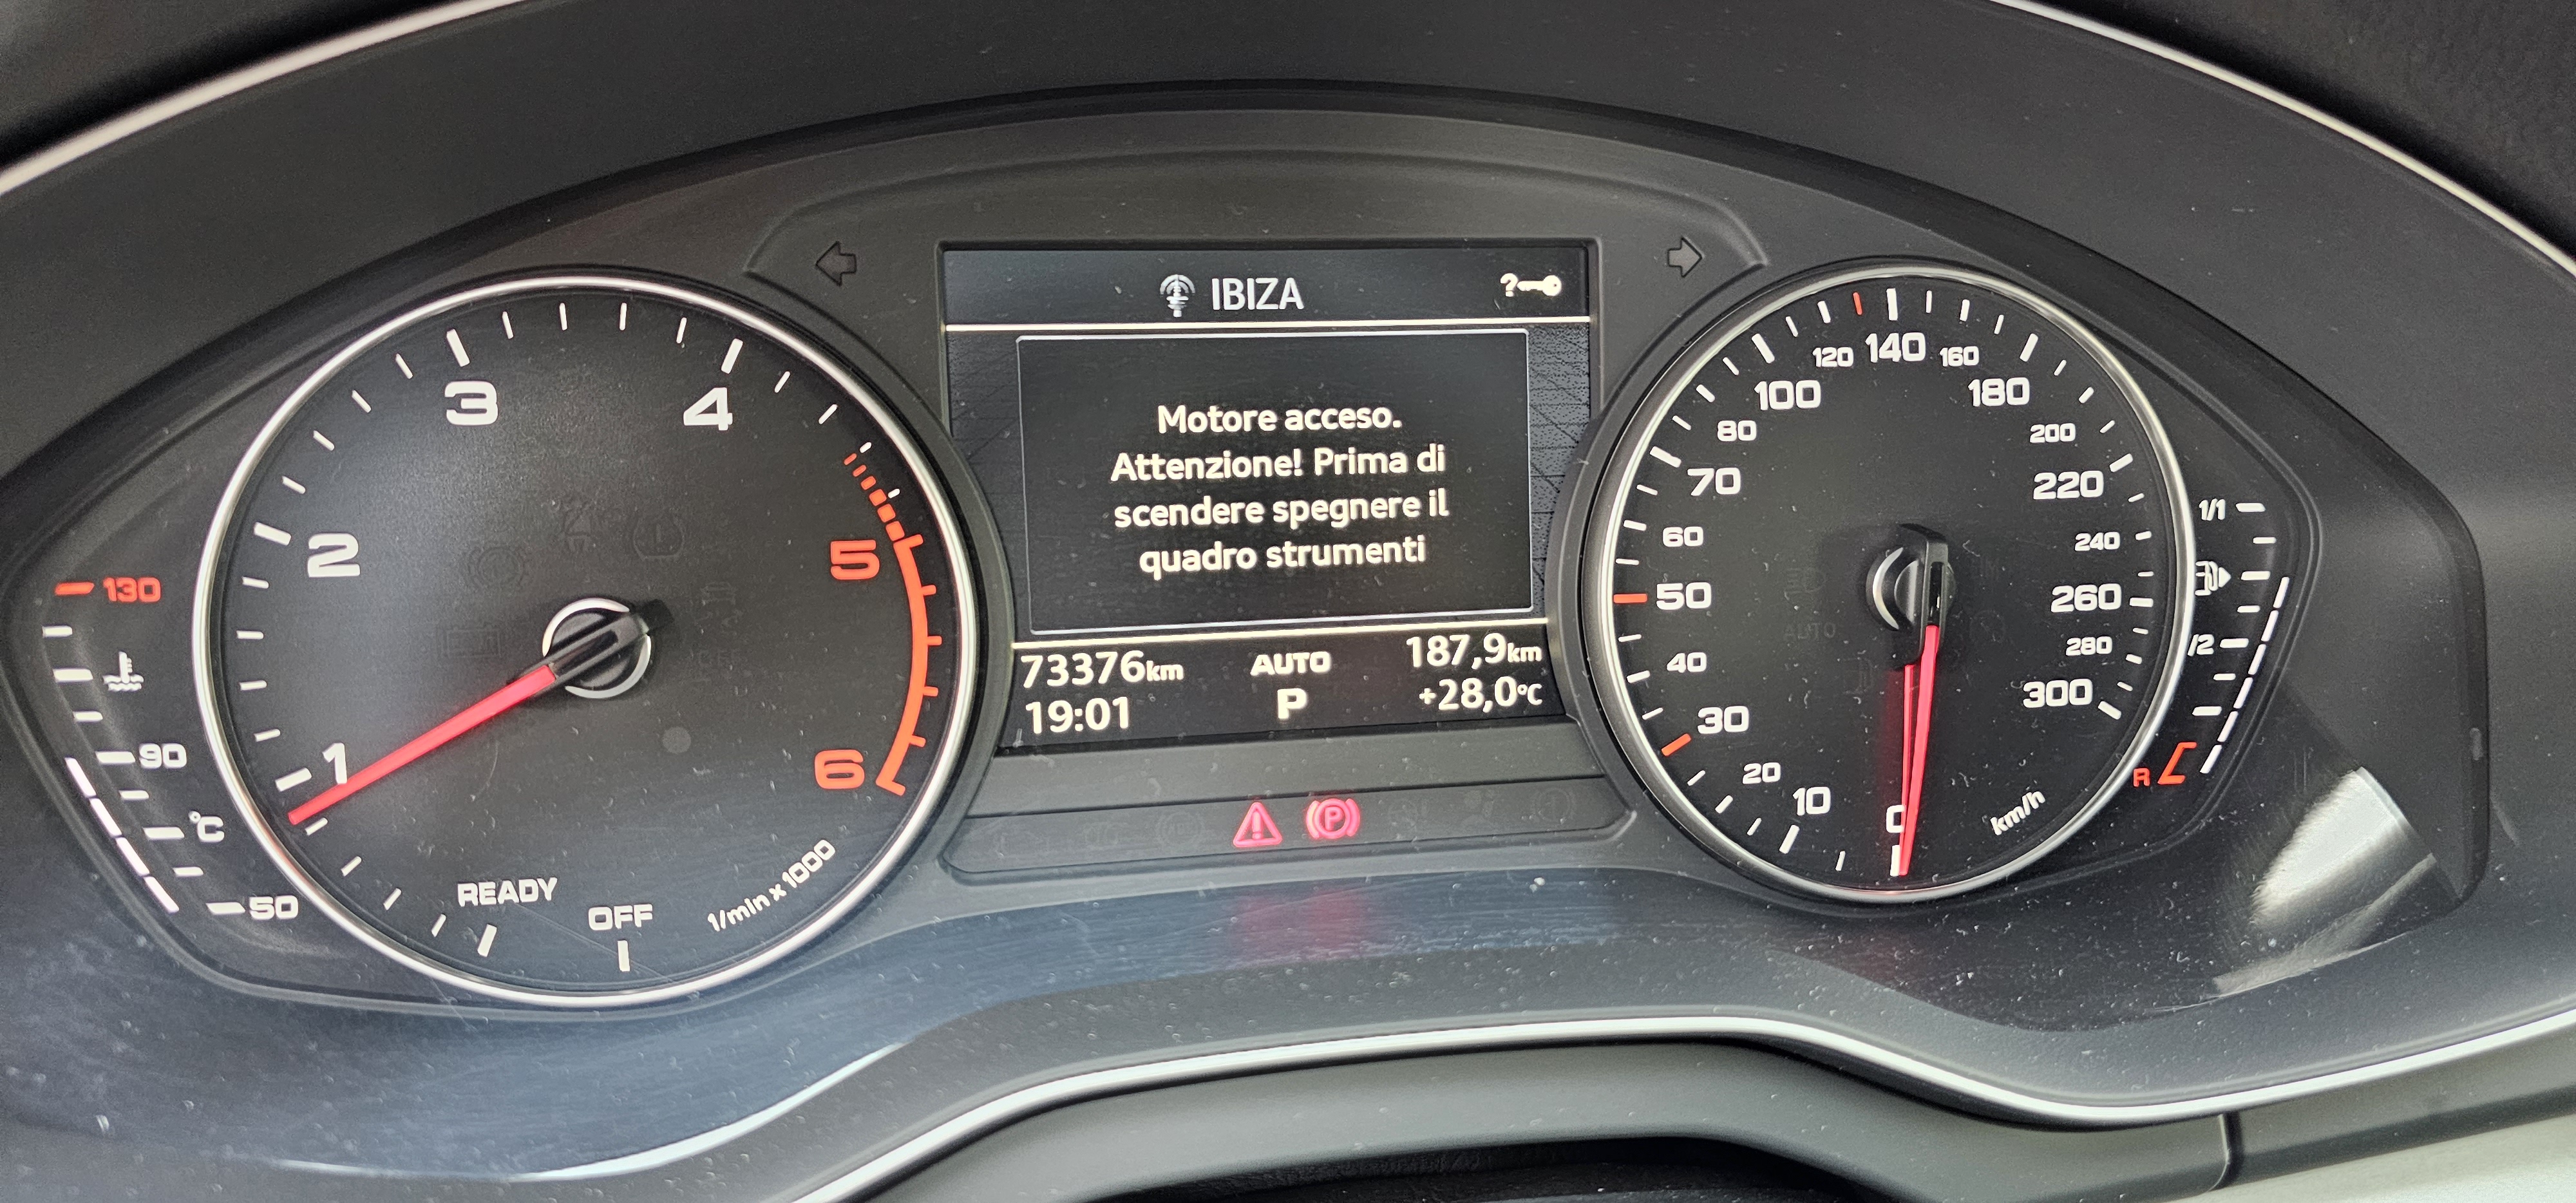 IBIZA
?
Motore acceso.
Attenzione! Prima di
scendere spegnere il
quadro strumenti
73376km AUTO 187,9km
19:01 P +28,0°C
130
90
°C
50
1
2
3
4
5
6
READY
OFF
1/min x 1000
0
10
20
30
40
50
60
70
80
100
120
140
160
180
200
220
240
260
280
300
km/h
1/1
/2
R
P
AUTO